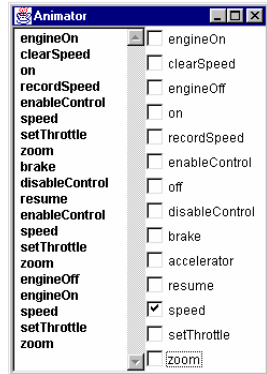 Animator
engineOn
clearSpeed
on
recordSpeed
enableControl
speed
setThrottle
zoom
brake
disableControl
resume
enableControl
speed
setThrottle
zoom
engineOff
engineOn
speed
setThrottle
zoom
engineOn
clearSpeed
engineOff
on
recordSpeed
enableControl
off
disableControl
brake
accelerator
resume
speed
setThrottle
zoom